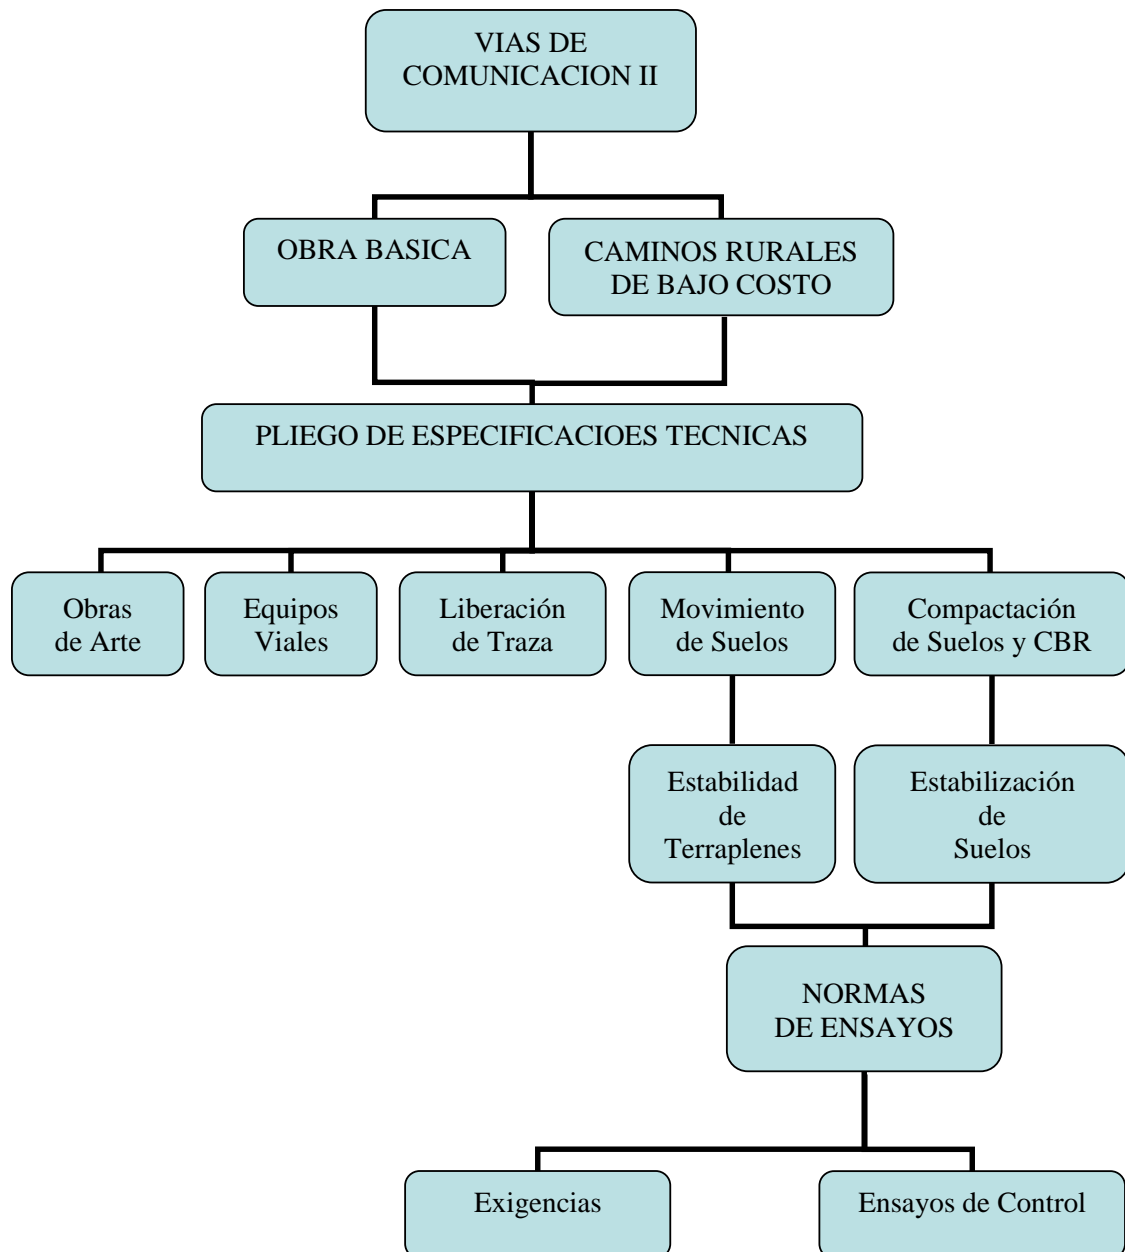 VIAS DE
COMUNICACION II
OBRA BASICA
CAMINOS RURALES
DE BAJO COSTO
PLIEGO DE ESPECIFICACIOES TECNICAS
Obras
de Arte
Equipos
Viales
Liberación
de Traza
Movimiento
de Suelos
Compactación
de Suelos y CBR
Estabilidad
de
Terraplenes
Estabilización
de
Suelos
NORMAS
DE ENSAYOS
Exigencias
Ensayos de Control